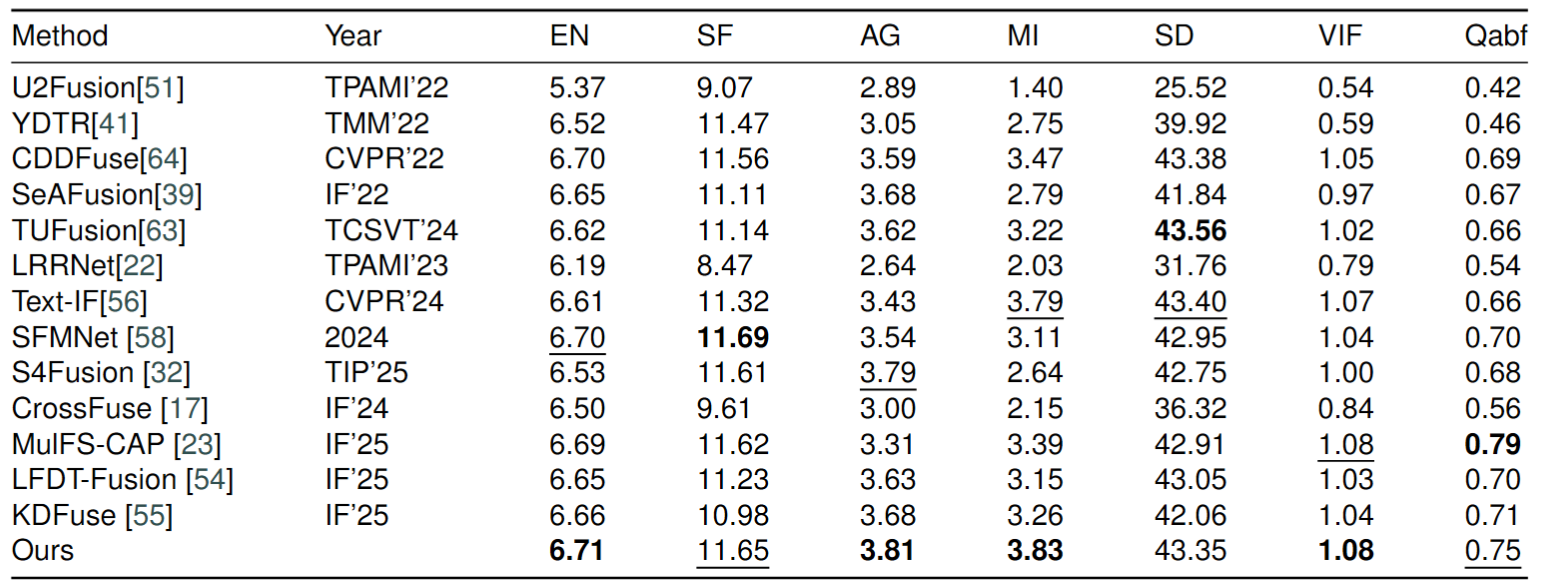 Method Year EN SF AG MI SD VIF Qabf
U2Fusion[51] TPAMI'22 5.37 9.07 2.89 1.40 25.52 0.54 0.42
YDTR[41] TMM'22 6.52 11.47 3.05 2.75 39.92 0.59 0.46
CDDFuse[64] CVPR'22 6.70 11.56 3.59 3.47 43.38 1.05 0.69
SeAFusion[39] IF'22 6.65 11.11 3.68 2.79 41.84 0.97 0.67
TUFusion[63] TCSVT'24 6.62 11.14 3.62 3.22 43.56 1.02 0.66
LRRNet[22] TPAMI'23 6.19 8.47 2.64 2.03 31.76 0.79 0.54
Text-IF[56] CVPR'24 6.61 11.32 3.43 3.79 43.40 1.07 0.66
SFMNet [58] 2024 6.70 11.69 3.54 3.11 42.95 1.04 0.70
S4Fusion [32] TIP'25 6.53 11.61 3.79 2.64 42.75 1.00 0.68
CrossFuse [17] IF'24 6.50 9.61 3.00 2.15 36.32 0.84 0.56
MulFS-CAP [23] IF'25 6.69 11.62 3.31 3.39 42.91 1.08 0.79
LFDT-Fusion [54] IF'25 6.65 11.23 3.63 3.15 43.05 1.03 0.70
KDFuse [55] IF'25 6.66 10.98 3.68 3.26 42.06 1.04 0.71
Ours 6.71 11.65 3.81 3.83 43.35 1.08 0.75